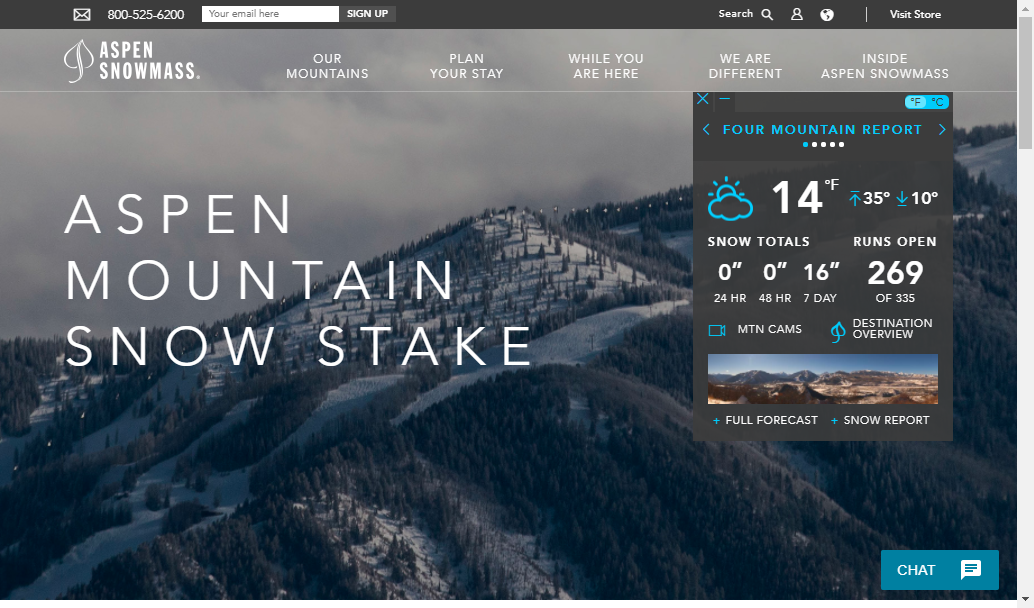 800-525-6200
Your email here
SIGN UP
Search
Visit Store
ASPEN
SNOWMASS®
OUR
MOUNTAINS
PLAN
YOUR STAY
WHILE YOU
ARE HERE
WE ARE
DIFFERENT
INSIDE
ASPEN SNOWMASS
°F °C
FOUR MOUNTAIN REPORT
14 °F 35° 10°
SNOW TOTALS
0” 0” 16”
24 HR 48 HR 7 DAY
RUNS OPEN
269
OF 335
MTN CAMS
DESTINATION
OVERVIEW
+ FULL FORECAST + SNOW REPORT
ASPEN
MOUNTAIN
SNOW STAKE
CHAT